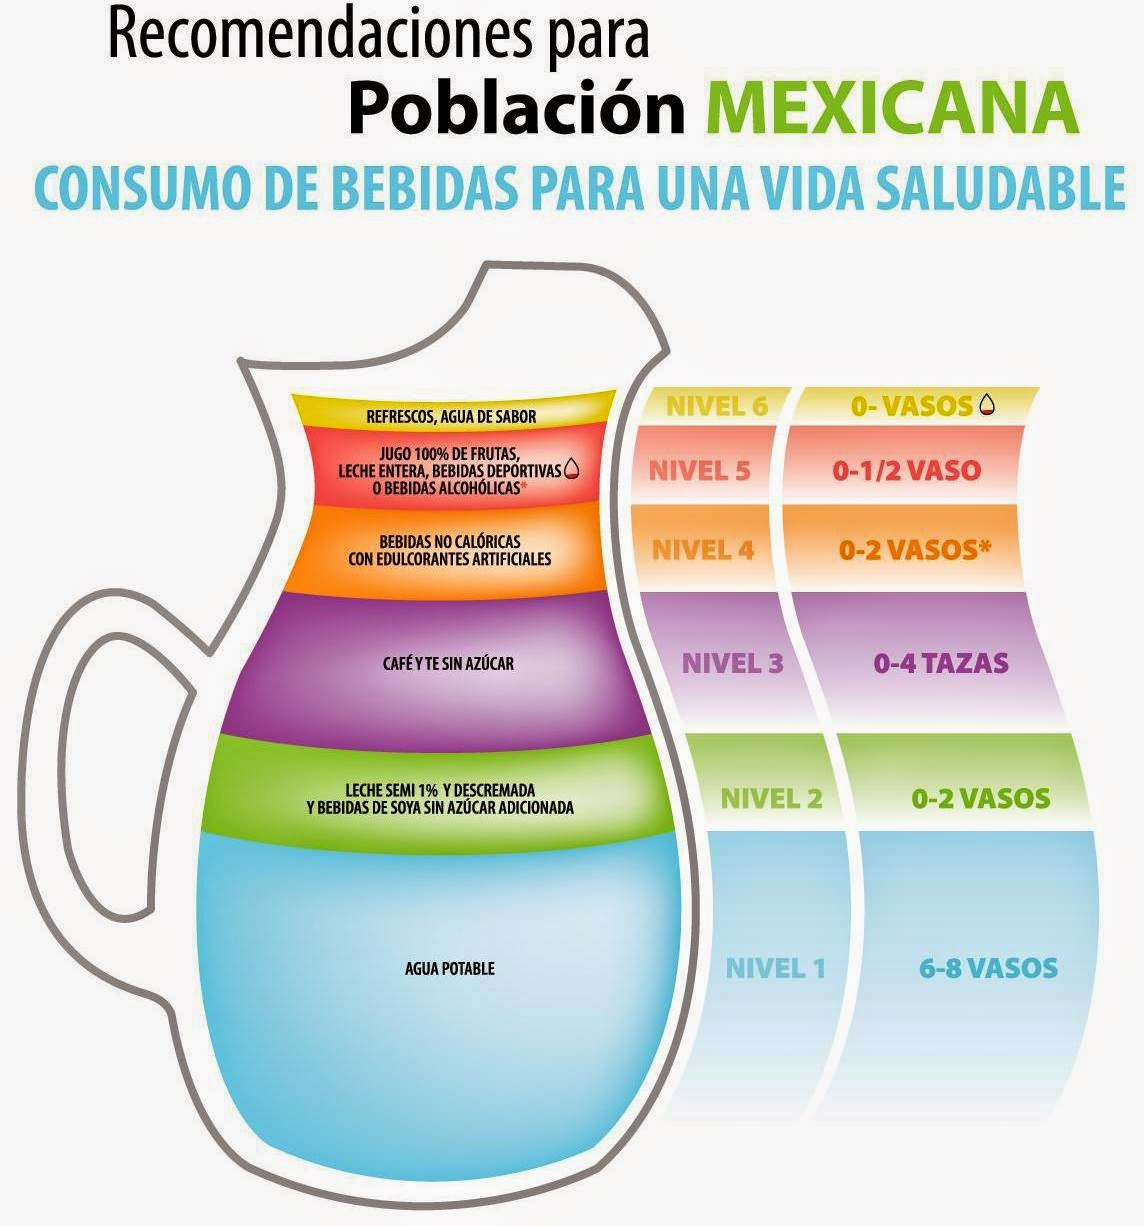 Recomendaciones para
Población MEXICANA
CONSUMO DE BEBIDAS PARA UNA VIDA SALUDABLE
REFRESCOS, AGUA DE SABOR
NIVEL 6
0- VASOS
JUGO 100% DE FRUTAS,
LECHE ENTERA, BEBIDAS DEPORTIVAS
O BEBIDAS ALCOHÓLICAS*
NIVEL 5
0-1/2 VASO
BEBIDAS NO CALÓRICAS
CON EDULCORANTES ARTIFICIALES
NIVEL 4
0-2 VASOS*
CAFÉ Y TE SIN AZÚCAR
NIVEL 3
0-4 TAZAS
LECHE SEMI 1% Y DESCREMADA
Y BEBIDAS DE SOYA SIN AZÚCAR ADICIONADA
NIVEL 2
0-2 VASOS
AGUA POTABLE
NIVEL 1
6-8 VASOS